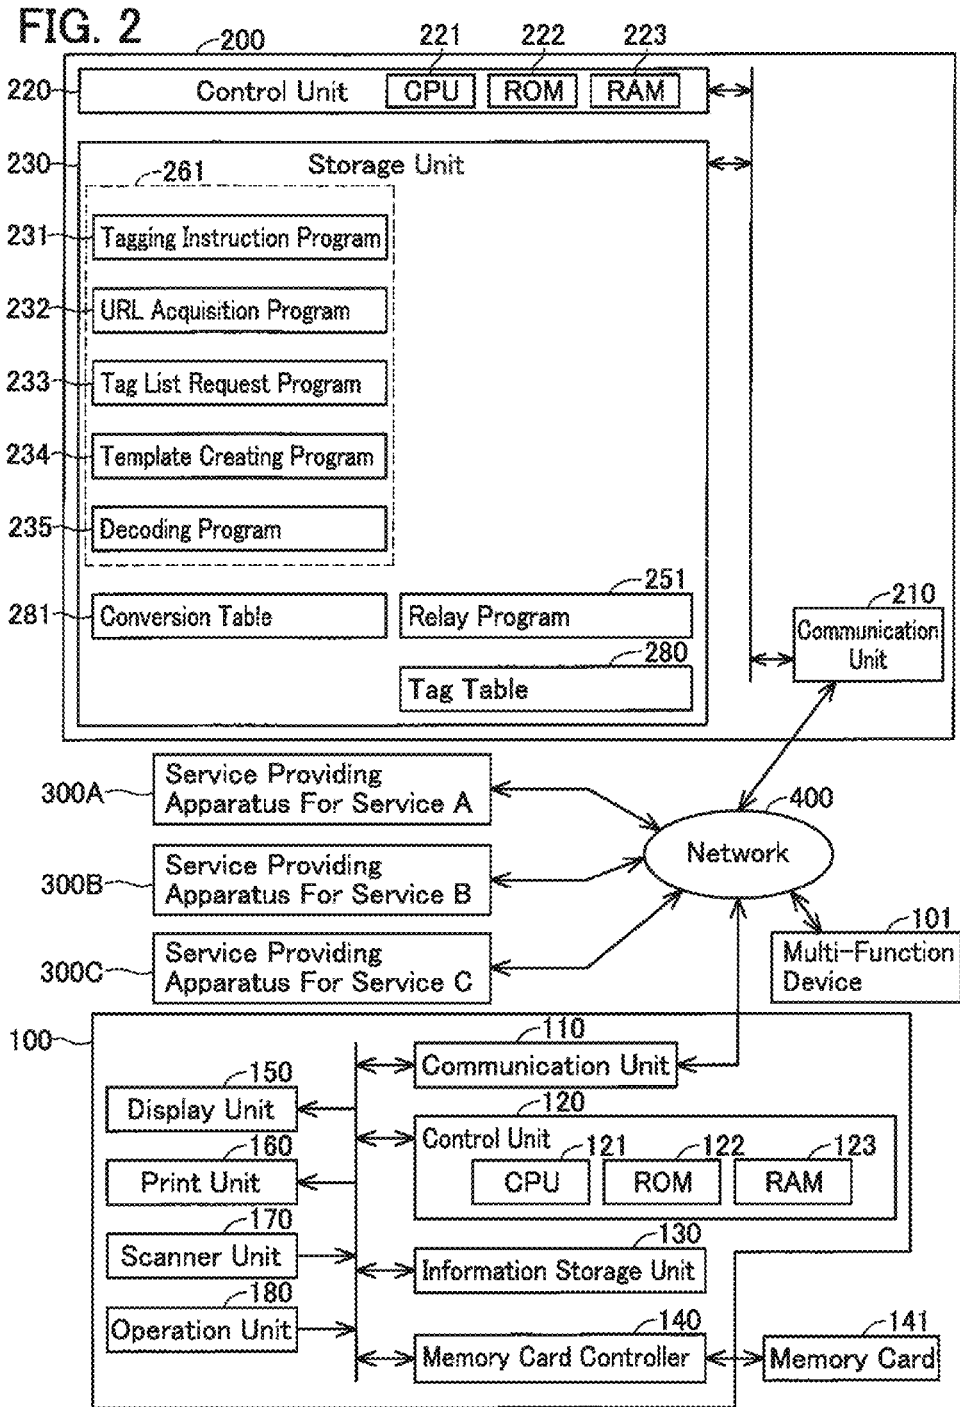 FIG. 2
200
221
222
223
220
Control Unit
CPU
ROM
RAM
230
Storage Unit
261
231
Tagging Instruction Program
232
URL Acquisition Program
233
Tag List Request Program
234
Template Creating Program
235
Decoding Program
251
210
281
Conversion Table
Relay Program
Communication
Unit
280
Tag Table
300A
Service Providing
Apparatus For Service A
400
Network
300B
Service Providing
Apparatus For Service B
101
Multi-Function
Device
300C
Service Providing
Apparatus For Service C
100
110
Communication Unit
150
Display Unit
120
Control Unit
121
122
123
CPU
ROM
RAM
160
Print Unit
170
Scanner Unit
130
Information Storage Unit
180
Operation Unit
140
Memory Card Controller
141
Memory Card